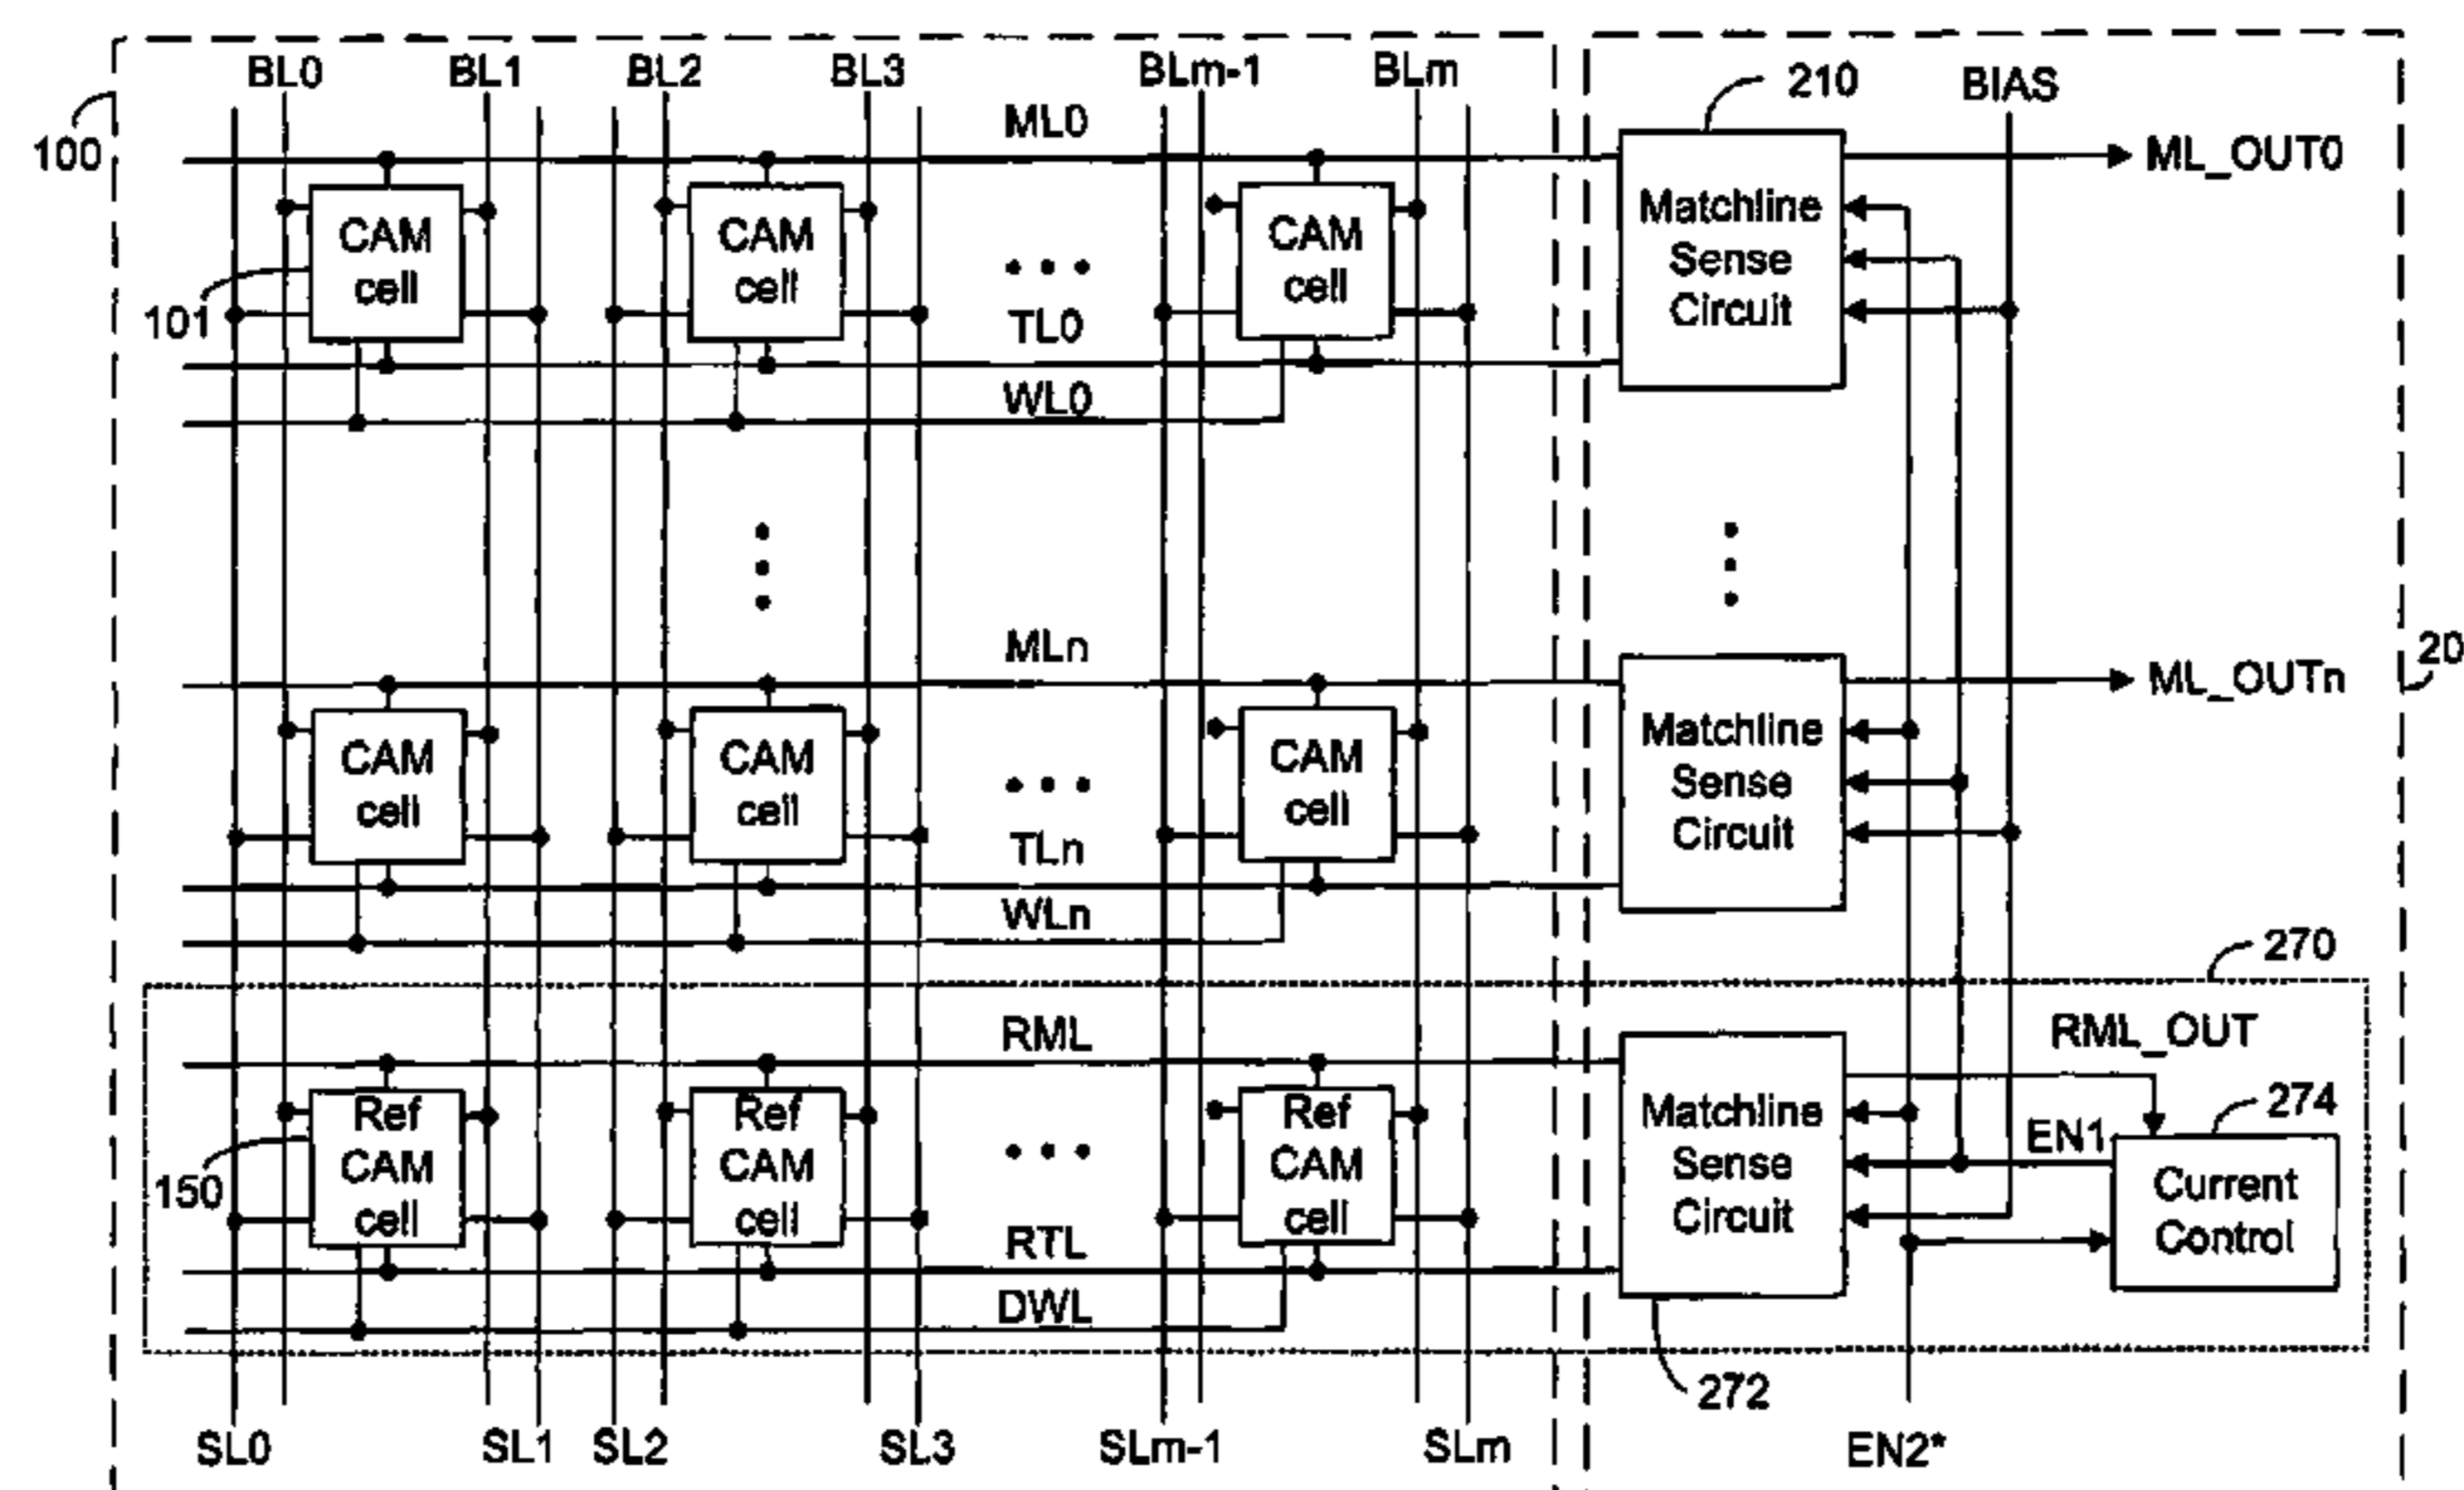 BL0 BL1 BL2 BL3 BLm-1 BLm
210 BIAS
100 ML0 ML_OUT0
CAM cell CAM cell CAM cell
Matchline Sense Circuit
101 TL0
WL0
MLn ML_OUTn 20
CAM cell CAM cell CAM cell
Matchline Sense Circuit
TLn
WLn
270
RML RML_OUT
Ref CAM cell Ref CAM cell Ref CAM cell
Matchline Sense Circuit
EN1 274
Current Control
150
RTL
DWL
272
SL0 SL1 SL2 SL3 SLm-1 SLm EN2*